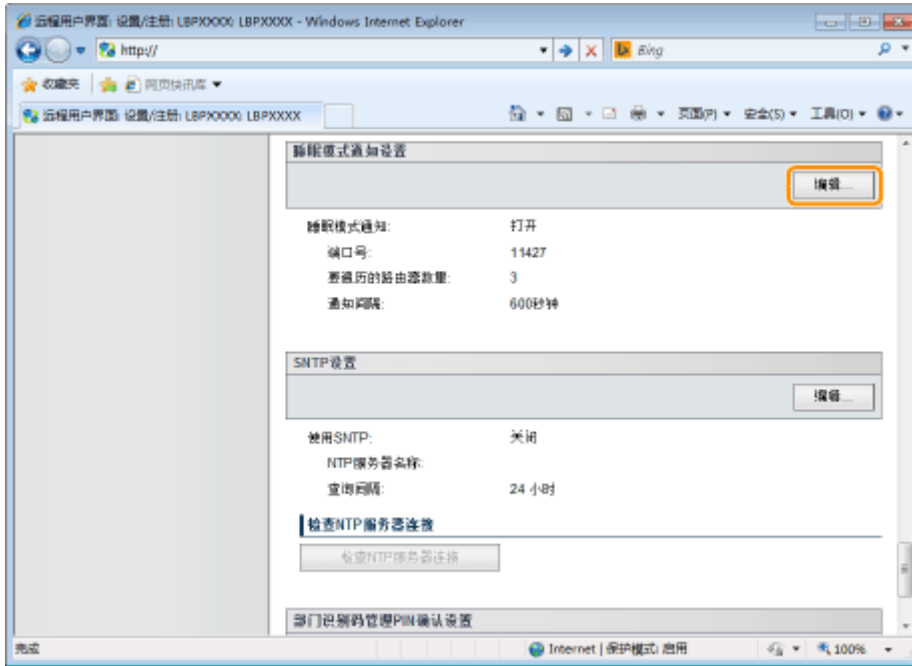 远程用户界面: 设置/注册: LBPXXXX: LBPXXXX - Windows Internet Explorer
http://
Bing
收藏夹 网页快讯库
远程用户界面: 设置/注册: LBPXXXX: LBPXXXX 页面(P) 安全(S) 工具(O)
睡眠模式通知设置
编辑...
睡眠模式通知: 打开
端口号: 11427
要遍历的路由器数量: 3
通知间隔: 600秒钟
SNTP设置
编辑...
使用SNTP: 关闭
NTP服务器名称:
查询间隔: 24 小时
检查NTP服务器连接
检查NTP服务器连接
部门识别码管理PIN确认设置
完成 Internet | 保护模式: 启用 100%